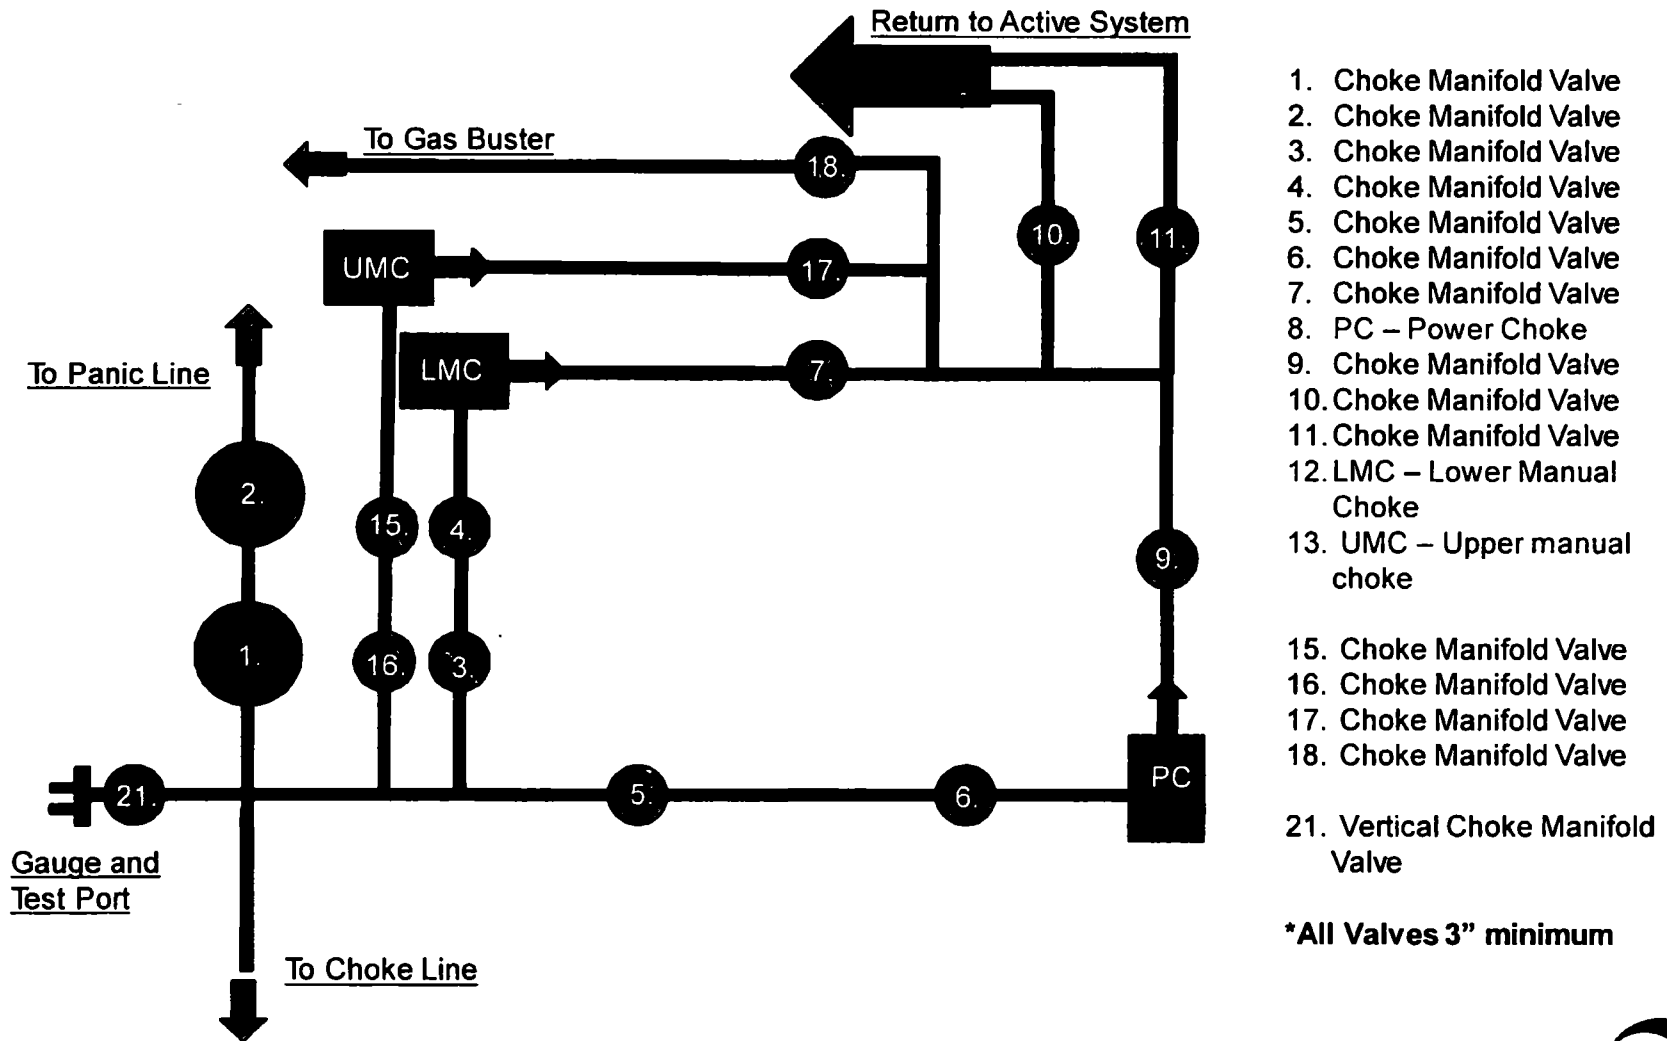 Return to Active System
To Gas Buster
18.
10.
11.
UMC
17.
LMC
7.
To Panic Line
2.
15.
4.
9.
1.
16.
3.
PC
21.
5.
6.
Gauge and
Test Port
To Choke Line
1. Choke Manifold Valve
2. Choke Manifold Valve
3. Choke Manifold Valve
4. Choke Manifold Valve
5. Choke Manifold Valve
6. Choke Manifold Valve
7. Choke Manifold Valve
8. PC – Power Choke
9. Choke Manifold Valve
10. Choke Manifold Valve
11. Choke Manifold Valve
12. LMC – Lower Manual
Choke
13. UMC – Upper manual
choke
15. Choke Manifold Valve
16. Choke Manifold Valve
17. Choke Manifold Valve
18. Choke Manifold Valve
21. Vertical Choke Manifold
Valve
*All Valves 3" minimum